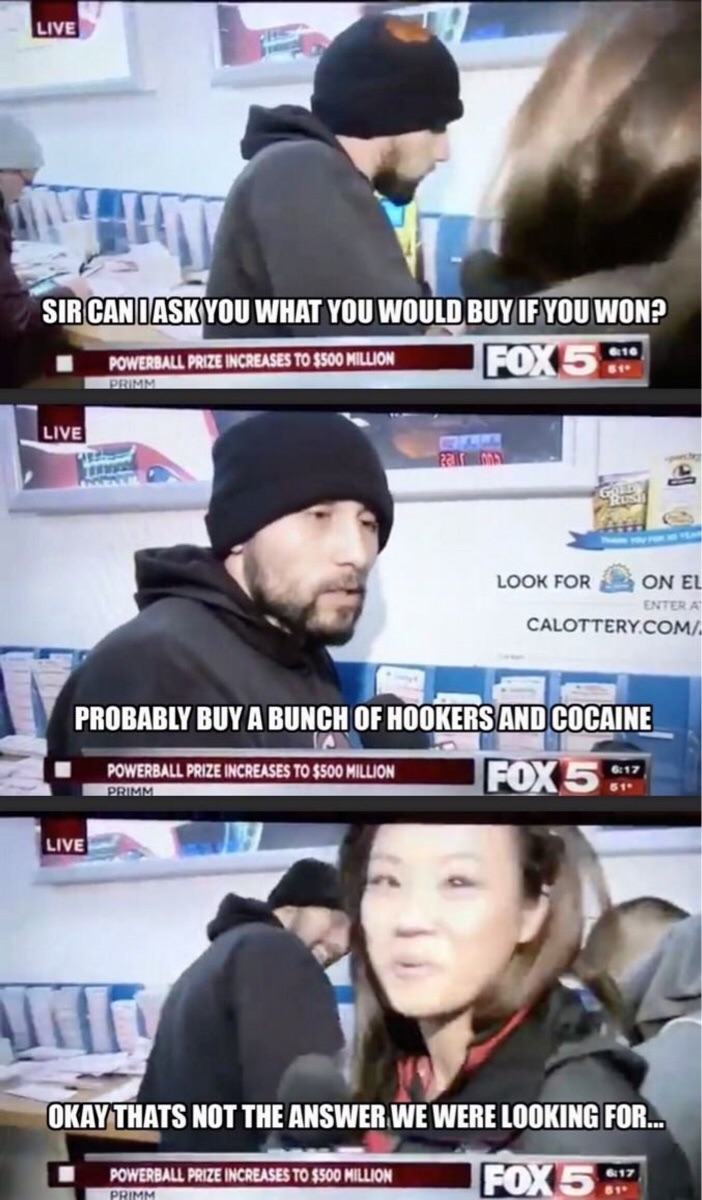 LIVE
SIR CAN I ASK YOU WHAT YOU WOULD BUY IF YOU WON?
POWERBALL PRIZE INCREASES TO $500 MILLION
FOX 5
6:16
61°
PRIMM
LIVE
LOOK FOR ON EL
ENTER A
CALOTTERY.COM/
PROBABLY BUY A BUNCH OF HOOKERS AND COCAINE
POWERBALL PRIZE INCREASES TO $500 MILLION
FOX 5
6:17
61°
PRIMM
LIVE
OKAY THATS NOT THE ANSWER WE WERE LOOKING FOR...
POWERBALL PRIZE INCREASES TO $500 MILLION
FOX 5
6:17
61°
PRIMM